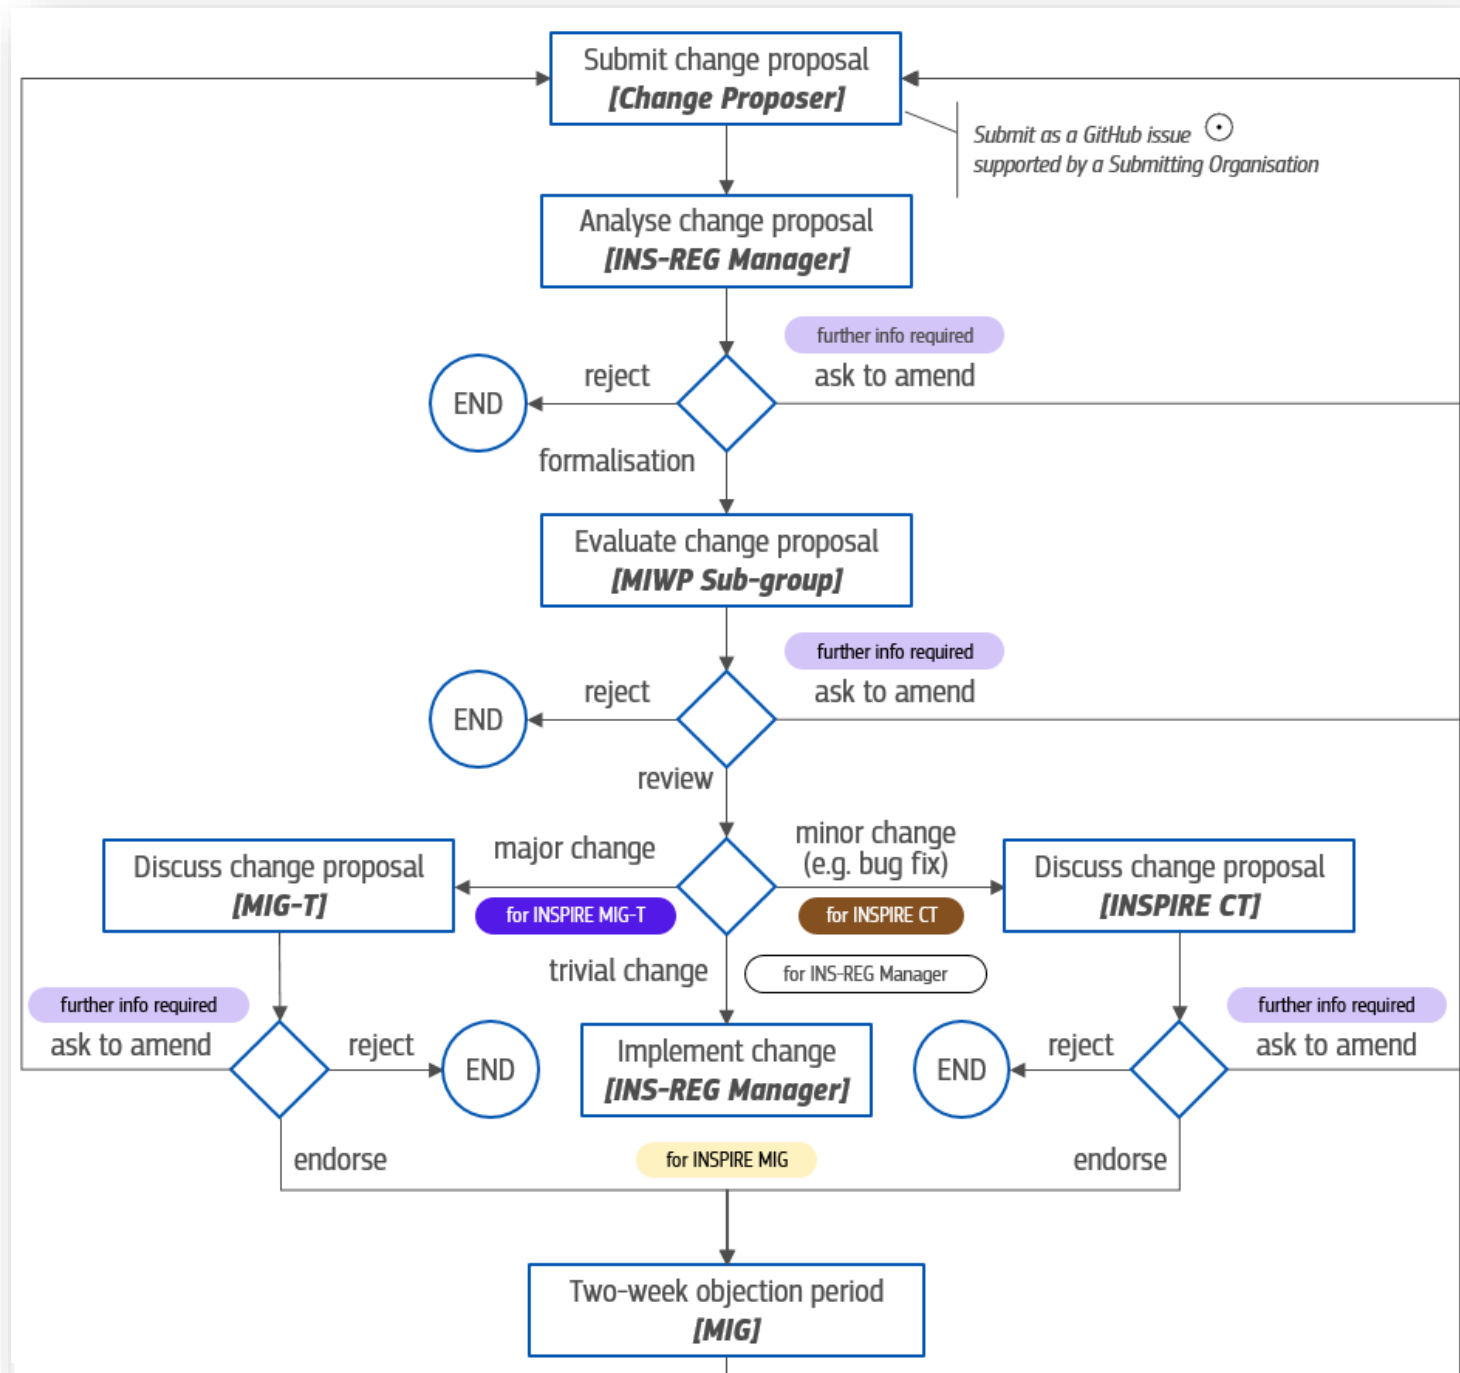 Submit change proposal
[Change Proposer]
Submit as a GitHub issue
supported by a Submitting Organisation
Analyse change proposal
[INS-REG Manager]
further info required
reject
ask to amend
END
formalisation
Evaluate change proposal
[MIWP Sub-group]
further info required
reject
ask to amend
END
review
major change
minor change
(e.g. bug fix)
Discuss change proposal
[MIG-T]
for INSPIRE MIG-T
for INSPIRE CT
Discuss change proposal
[INSPIRE CT]
trivial change
for INS-REG Manager
further info required
ask to amend
reject
END
Implement change
[INS-REG Manager]
END
reject
further info required
ask to amend
endorse
for INSPIRE MIG
endorse
Two-week objection period
[MIG]